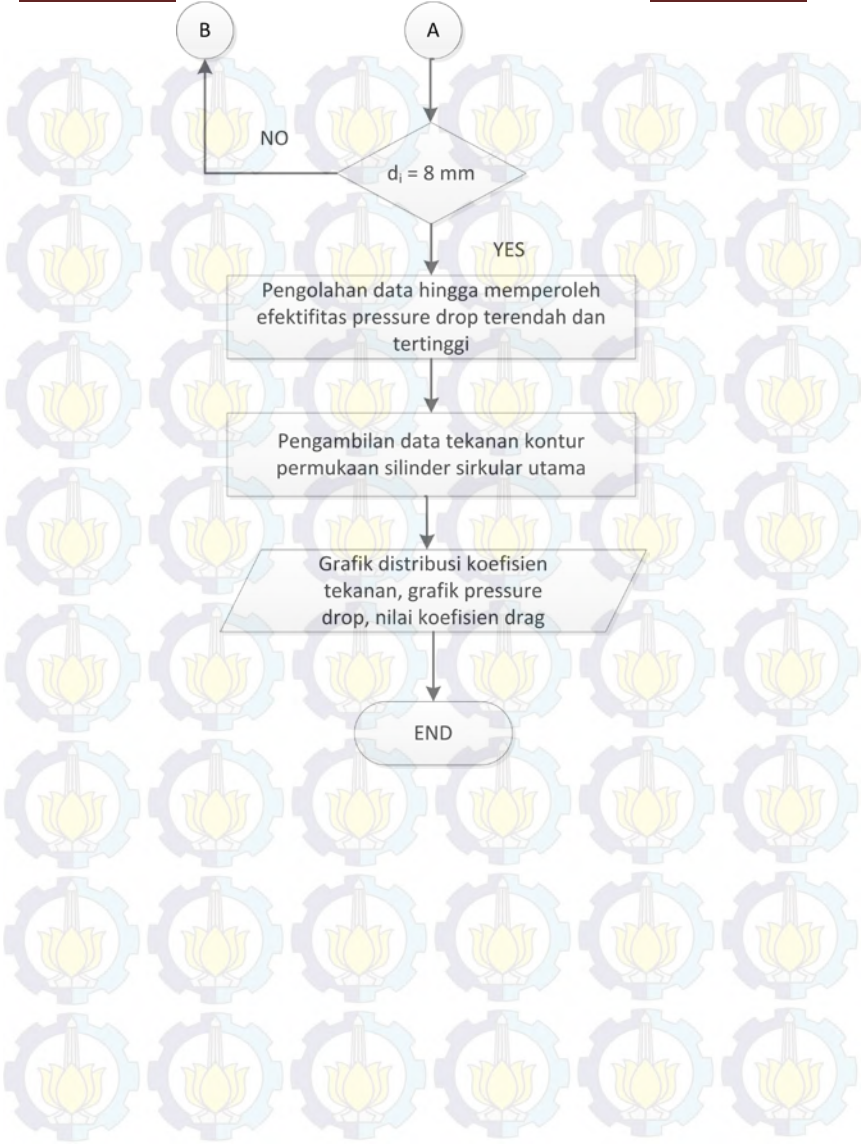 B
A
NO
dᵢ = 8 mm
YES
Pengolahan data hingga memperoleh
efektifitas pressure drop terendah dan
tertinggi
Pengambilan data tekanan kontur
permukaan silinder sirkular utama
Grafik distribusi koefisien
tekanan, grafik pressure
drop, nilai koefisien drag
END